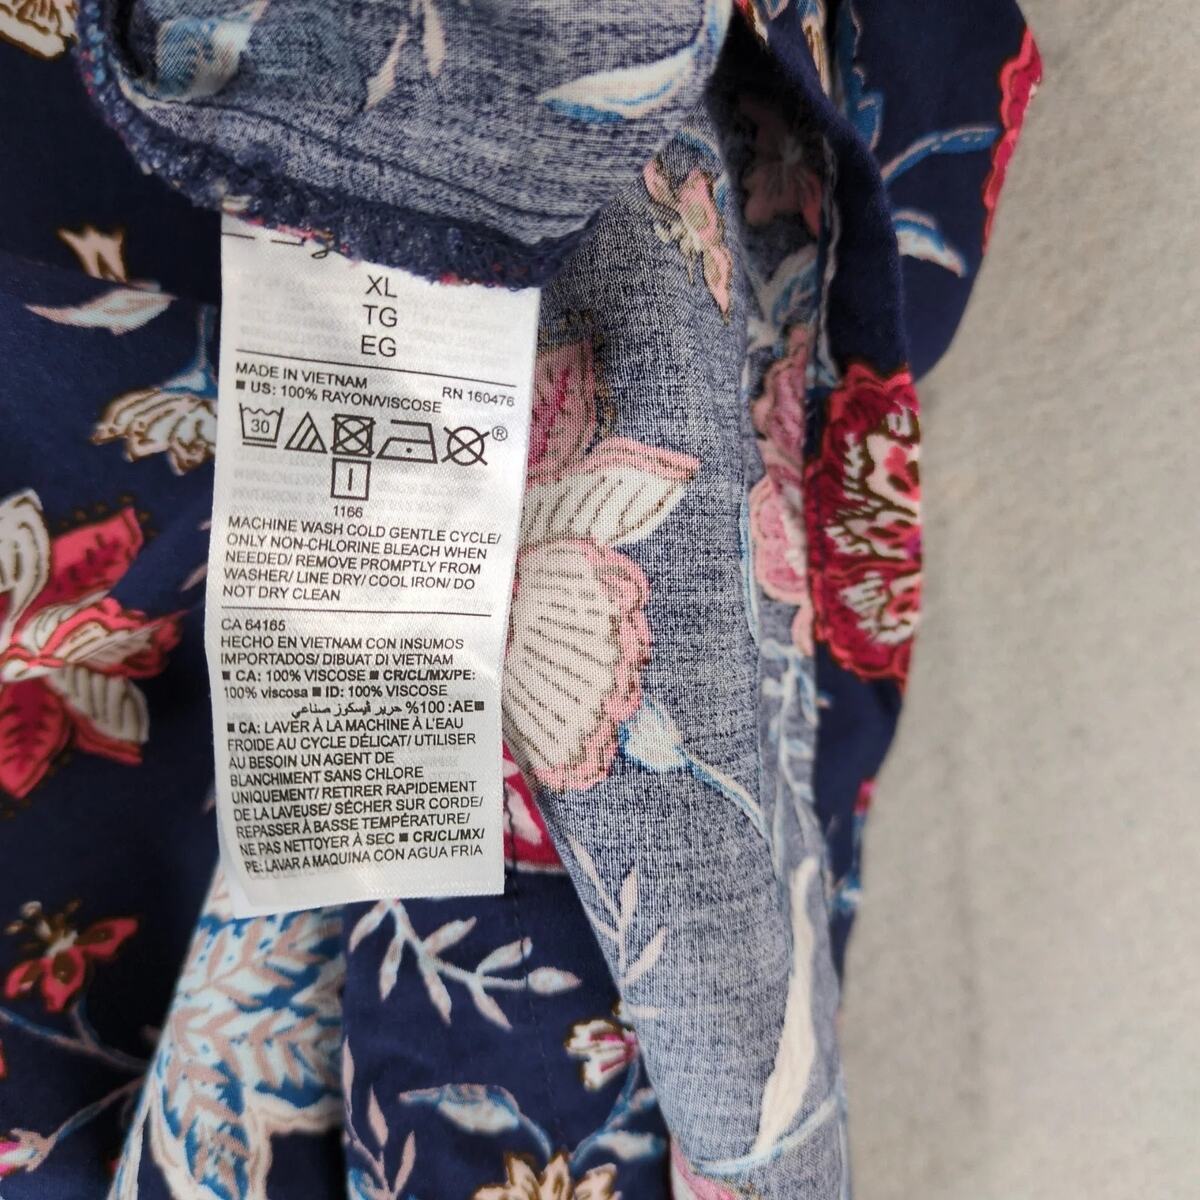 XL
TG
EG
MADE IN VIETNAM RN 160476
■ US: 100% RAYON/VISCOSE
30
®
1166
MACHINE WASH COLD GENTLE CYCLE/
ONLY NON-CHLORINE BLEACH WHEN
NEEDED/ REMOVE PROMPTLY FROM
WASHER/ LINE DRY/ COOL IRON/ DO
NOT DRY CLEAN
CA 64165
HECHO EN VIETNAM CON INSUMOS
IMPORTADOS/ DIBUAT DI VIETNAM
■ CA: 100% VISCOSE ■ CR/CL/MX/PE:
100% viscosa ■ ID: 100% VISCOSE
■AE: 100% حرير ڤيسكوز صناعي
■ CA: LAVER À LA MACHINE À L'EAU
FROIDE AU CYCLE DÉLICAT/ UTILISER
AU BESOIN UN AGENT DE
BLANCHIMENT SANS CHLORE
UNIQUEMENT/ RETIRER RAPIDEMENT
DE LA LAVEUSE/ SÉCHER SUR CORDE/
REPASSER À BASSE TEMPÉRATURE/
NE PAS NETTOYER À SEC ■ CR/CL/MX/
PE: LAVAR A MAQUINA CON AGUA FRIA